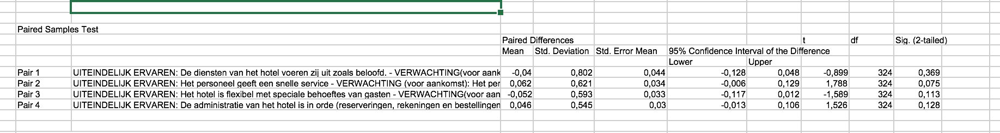 Paired Samples Test
Paired Differences t df Sig. (2-tailed)
Mean Std. Deviation Std. Error Mean 95% Confidence Interval of the Difference
Lower Upper
Pair 1 UITEINDELIJK ERVAREN: De diensten van het hotel voeren zij uit zoals beloofd. - VERWACHTING(voor aank -0,04 0,802 0,044 -0,128 0,048 -0,899 324 0,369
Pair 2 UITEINDELIJK ERVAREN: Het personeel geeft een snelle service - VERWACHTING (voor aankomst): Het per 0,062 0,621 0,034 -0,006 0,129 1,788 324 0,075
Pair 3 UITEINDELIJK ERVAREN: Het hotel is flexibel met speciale behoeftes van gasten - VERWACHTING(voor aan -0,052 0,593 0,033 -0,117 0,012 -1,589 324 0,113
Pair 4 UITEINDELIJK ERVAREN: De administratie van het hotel is in orde (reserveringen, rekeningen en bestellingen 0,046 0,545 0,03 -0,013 0,106 1,526 324 0,128